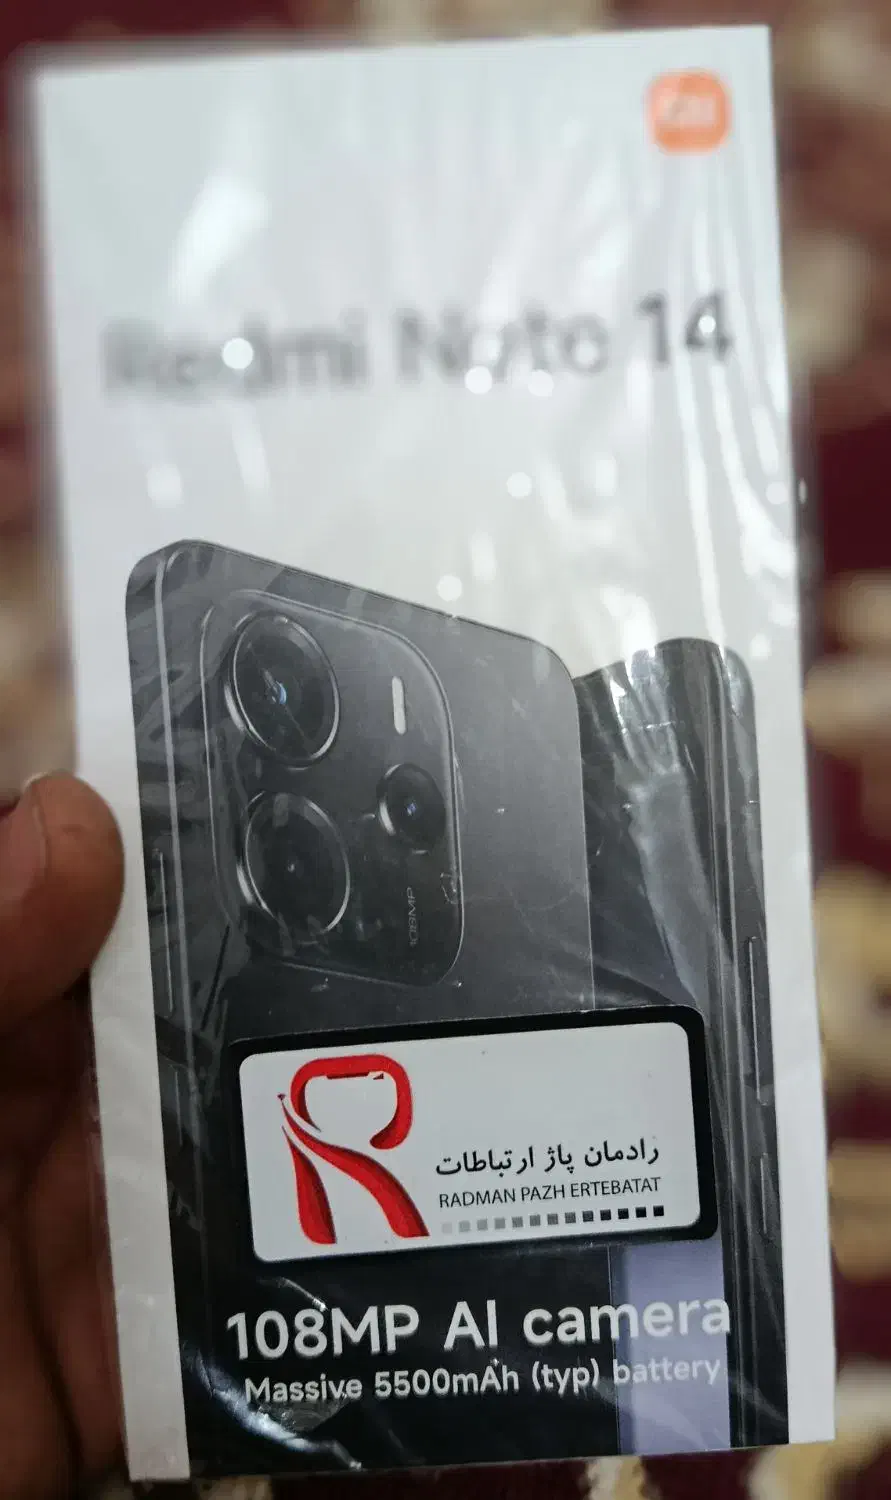 Redmi Note 14
108MP
رادمان پاژ ارتباطات
RADMAN PAZH ERTEBATAT
108MP AI camera
Massive 5500mAh (typ) battery